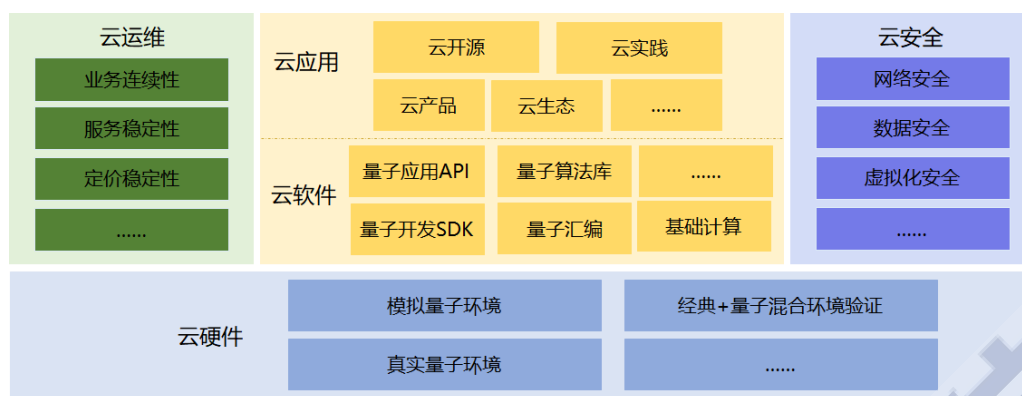 云运维
业务连续性
服务稳定性
定价稳定性
......
云应用
云开源
云实践
云产品
云生态
......
云软件
量子应用API
量子算法库
......
量子开发SDK
量子汇编
基础计算
云安全
网络安全
数据安全
虚拟化安全
......
云硬件
模拟量子环境
经典+量子混合环境验证
真实量子环境
......